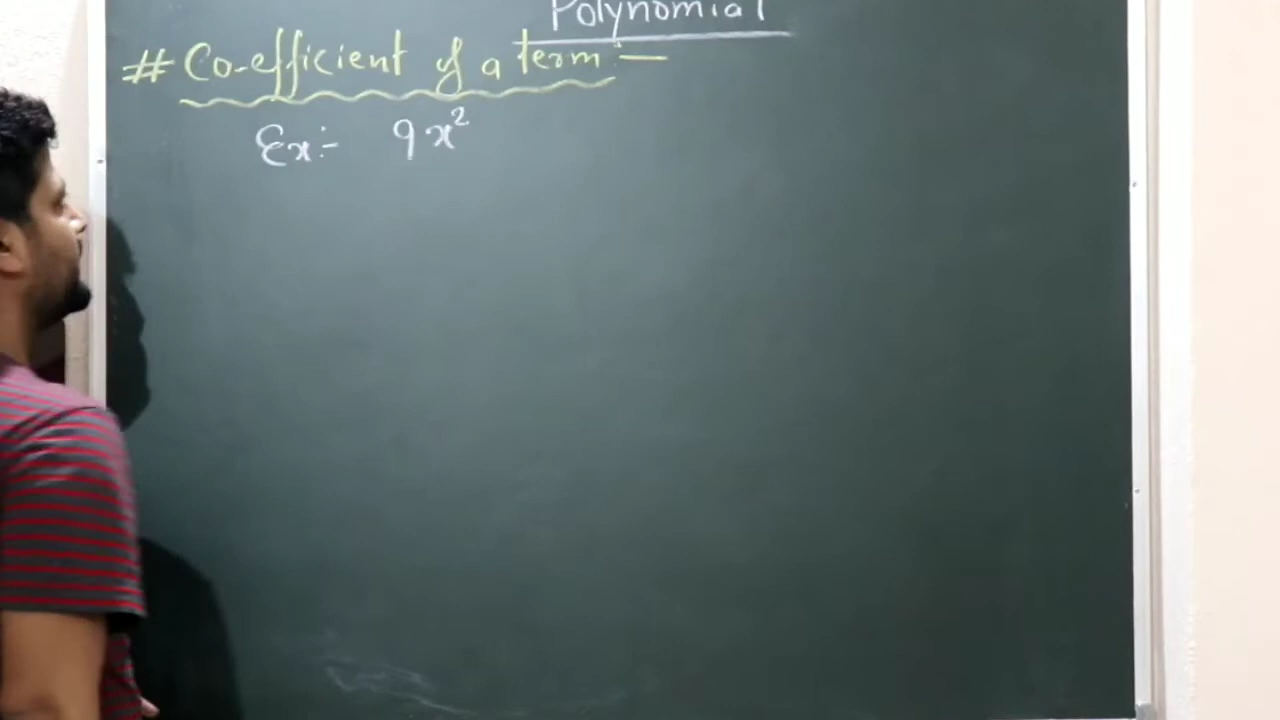 Polynomial
# Co-efficient of a term :—
Ex:- 9x²